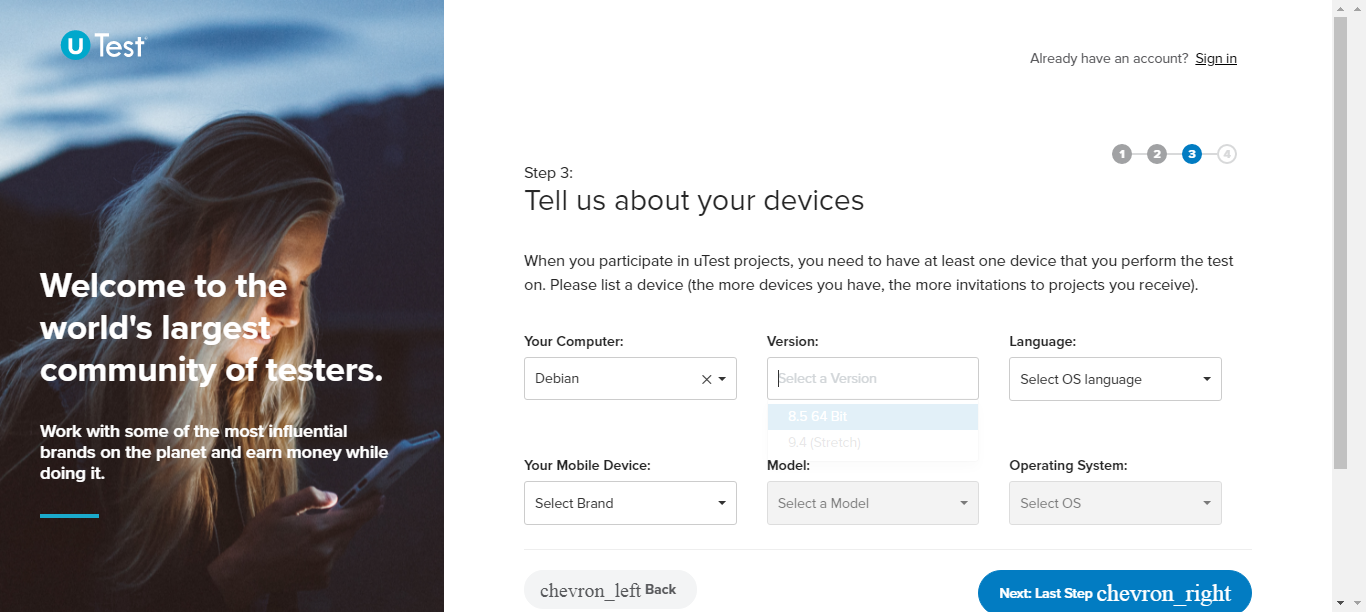 uTest
Already have an account? Sign in
1 2 3 4
Step 3:
Tell us about your devices
Welcome to the
world's largest
community of testers.
Work with some of the most influential
brands on the planet and earn money while
doing it.
When you participate in uTest projects, you need to have at least one device that you perform the test
on. Please list a device (the more devices you have, the more invitations to projects you receive).
Your Computer: Version: Language:
Debian × Select a Version Select OS language
8.5 64 Bit
9.4 (Stretch)
Your Mobile Device: Model: Operating System:
Select Brand Select a Model Select OS
chevron_left Back Next: Last Step chevron_right